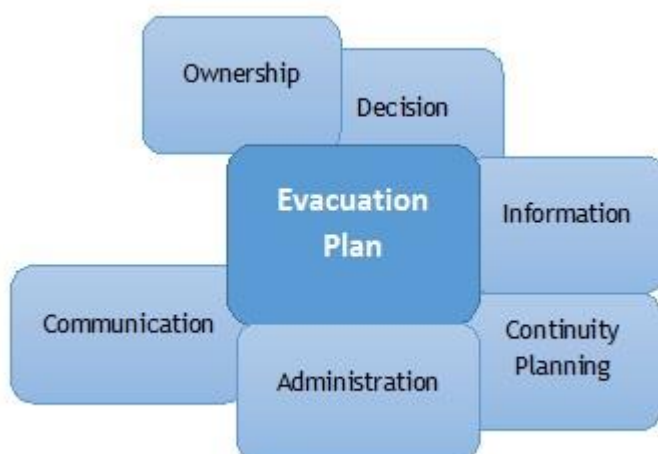 Ownership
Decision
Evacuation
Plan
Information
Communication
Continuity
Planning
Administration